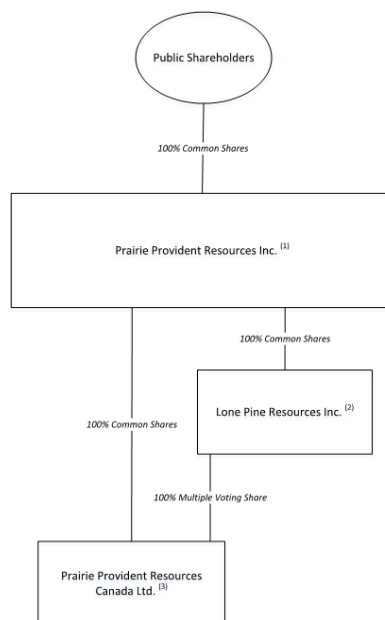 Public Shareholders
100% Common Shares
Prairie Provident Resources Inc. (1)
100% Common Shares
Lone Pine Resources Inc. (2)
100% Common Shares
100% Multiple Voting Share
Prairie Provident Resources
Canada Ltd. (3)